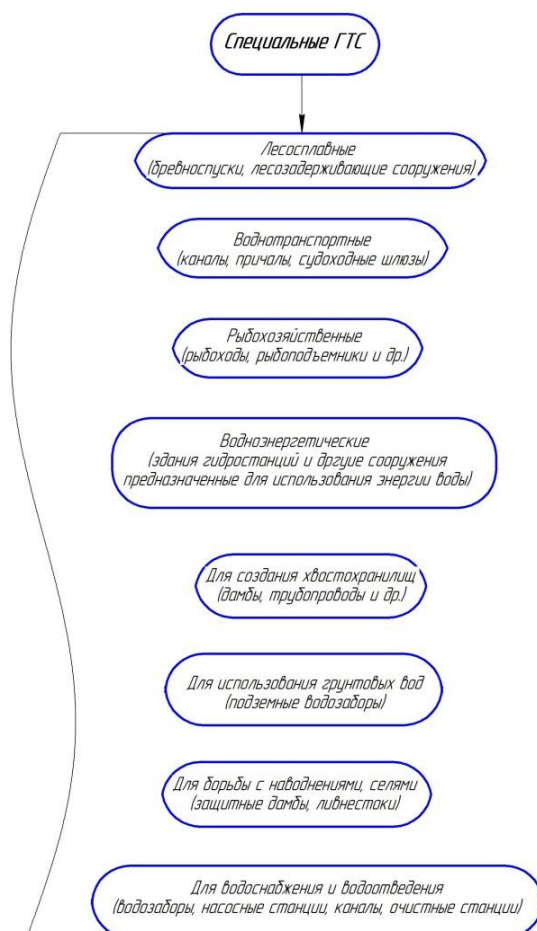 Специальные ГТС
Лесосплавные
(бревноспуски, лесозадерживающие сооружения)
Воднотранспортные
(каналы, причалы, судоходные шлюзы)
Рыбохозяйственные
(рыбоходы, рыбоподъемники и др.)
Водноэнергетические
(здания гидростанций и дргуие сооружения
предназначенные для использования энергии воды)
Для создания хвостохранилищ
(дамбы, трубопроводы и др.)
Для использования грунтовых вод
(подземные водозаборы)
Для борьбы с наводнениями, селями
(защитные дамбы, ливнестоки)
Для водоснабжения и водоотведения
(водозаборы, насосные станции, каналы, очистные станции)